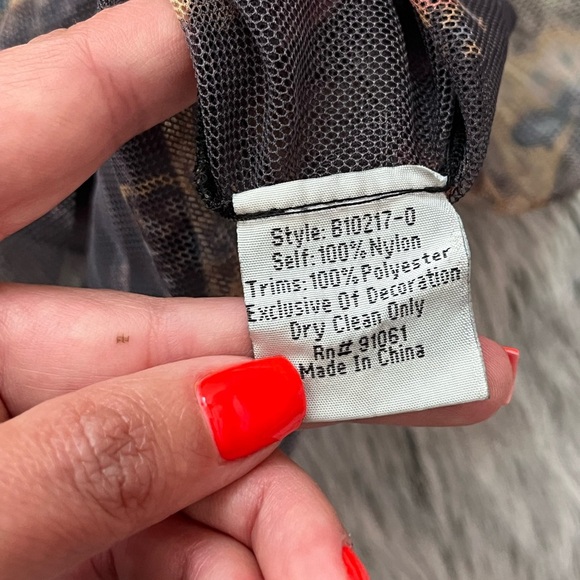 Style: B10217-0
Self: 100% Nylon
Trims: 100% Polyester
Exclusive Of Decoration
Dry Clean Only
Rn# 91061
Made In China